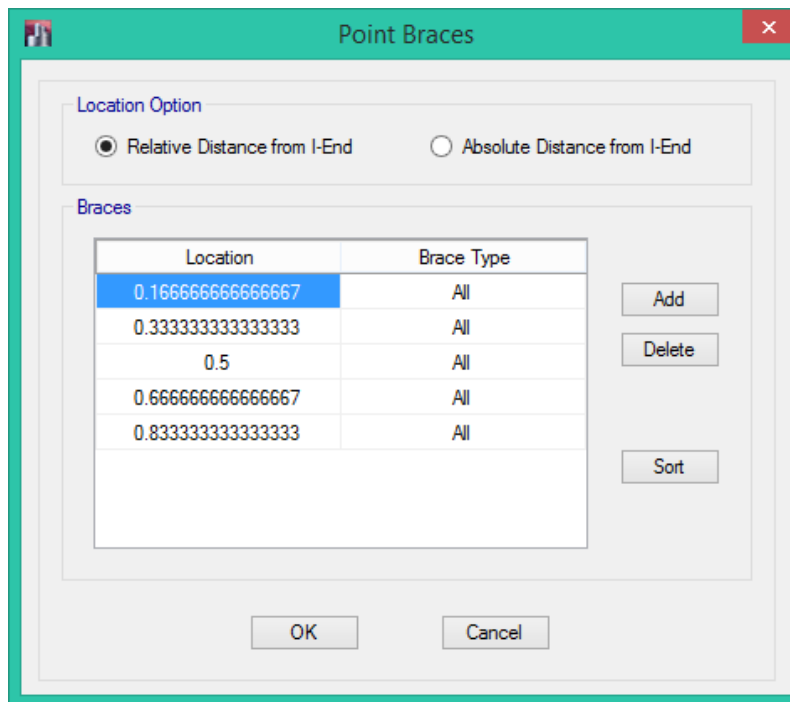 Point Braces
Location Option
Relative Distance from I-End
Absolute Distance from I-End
Braces
Location Brace Type
0.166666666666667 All
0.333333333333333 All
0.5 All
0.666666666666667 All
0.833333333333333 All
Add
Delete
Sort
OK Cancel